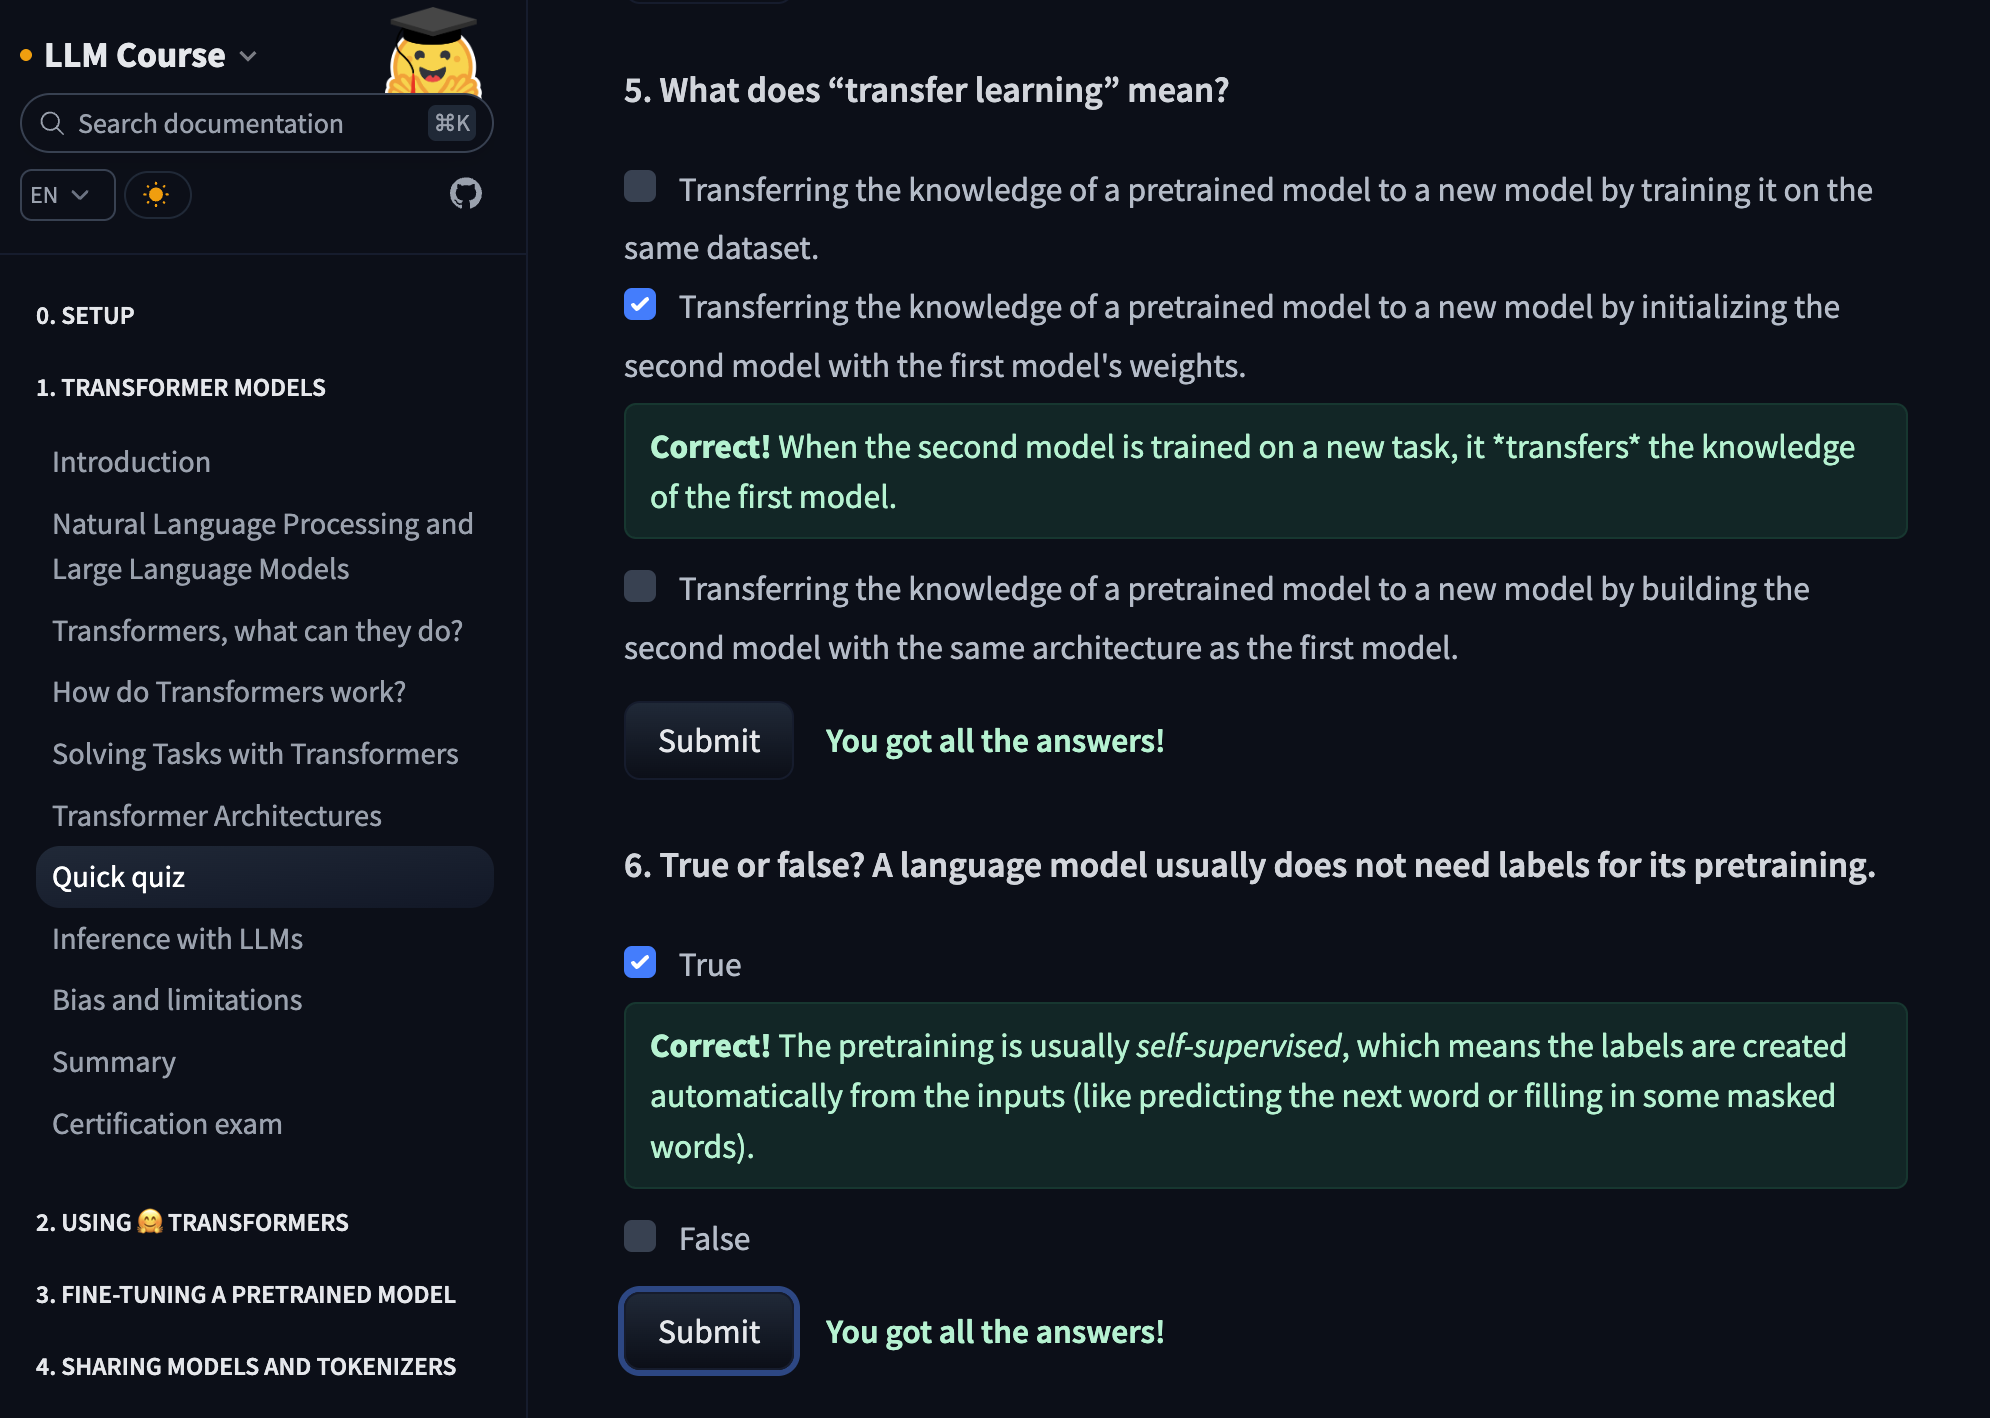 LLM Course
Search documentation
⌘K
EN
0. SETUP
1. TRANSFORMER MODELS
Introduction
Natural Language Processing and
Large Language Models
Transformers, what can they do?
How do Transformers work?
Solving Tasks with Transformers
Transformer Architectures
Quick quiz
Inference with LLMs
Bias and limitations
Summary
Certification exam
2. USING 🤗 TRANSFORMERS
3. FINE-TUNING A PRETRAINED MODEL
4. SHARING MODELS AND TOKENIZERS
5. What does “transfer learning” mean?
Transferring the knowledge of a pretrained model to a new model by training it on the
same dataset.
Transferring the knowledge of a pretrained model to a new model by initializing the
second model with the first model's weights.
Correct! When the second model is trained on a new task, it *transfers* the knowledge
of the first model.
Transferring the knowledge of a pretrained model to a new model by building the
second model with the same architecture as the first model.
Submit You got all the answers!
6. True or false? A language model usually does not need labels for its pretraining.
True
Correct! The pretraining is usually self-supervised, which means the labels are created
automatically from the inputs (like predicting the next word or filling in some masked
words).
False
Submit You got all the answers!